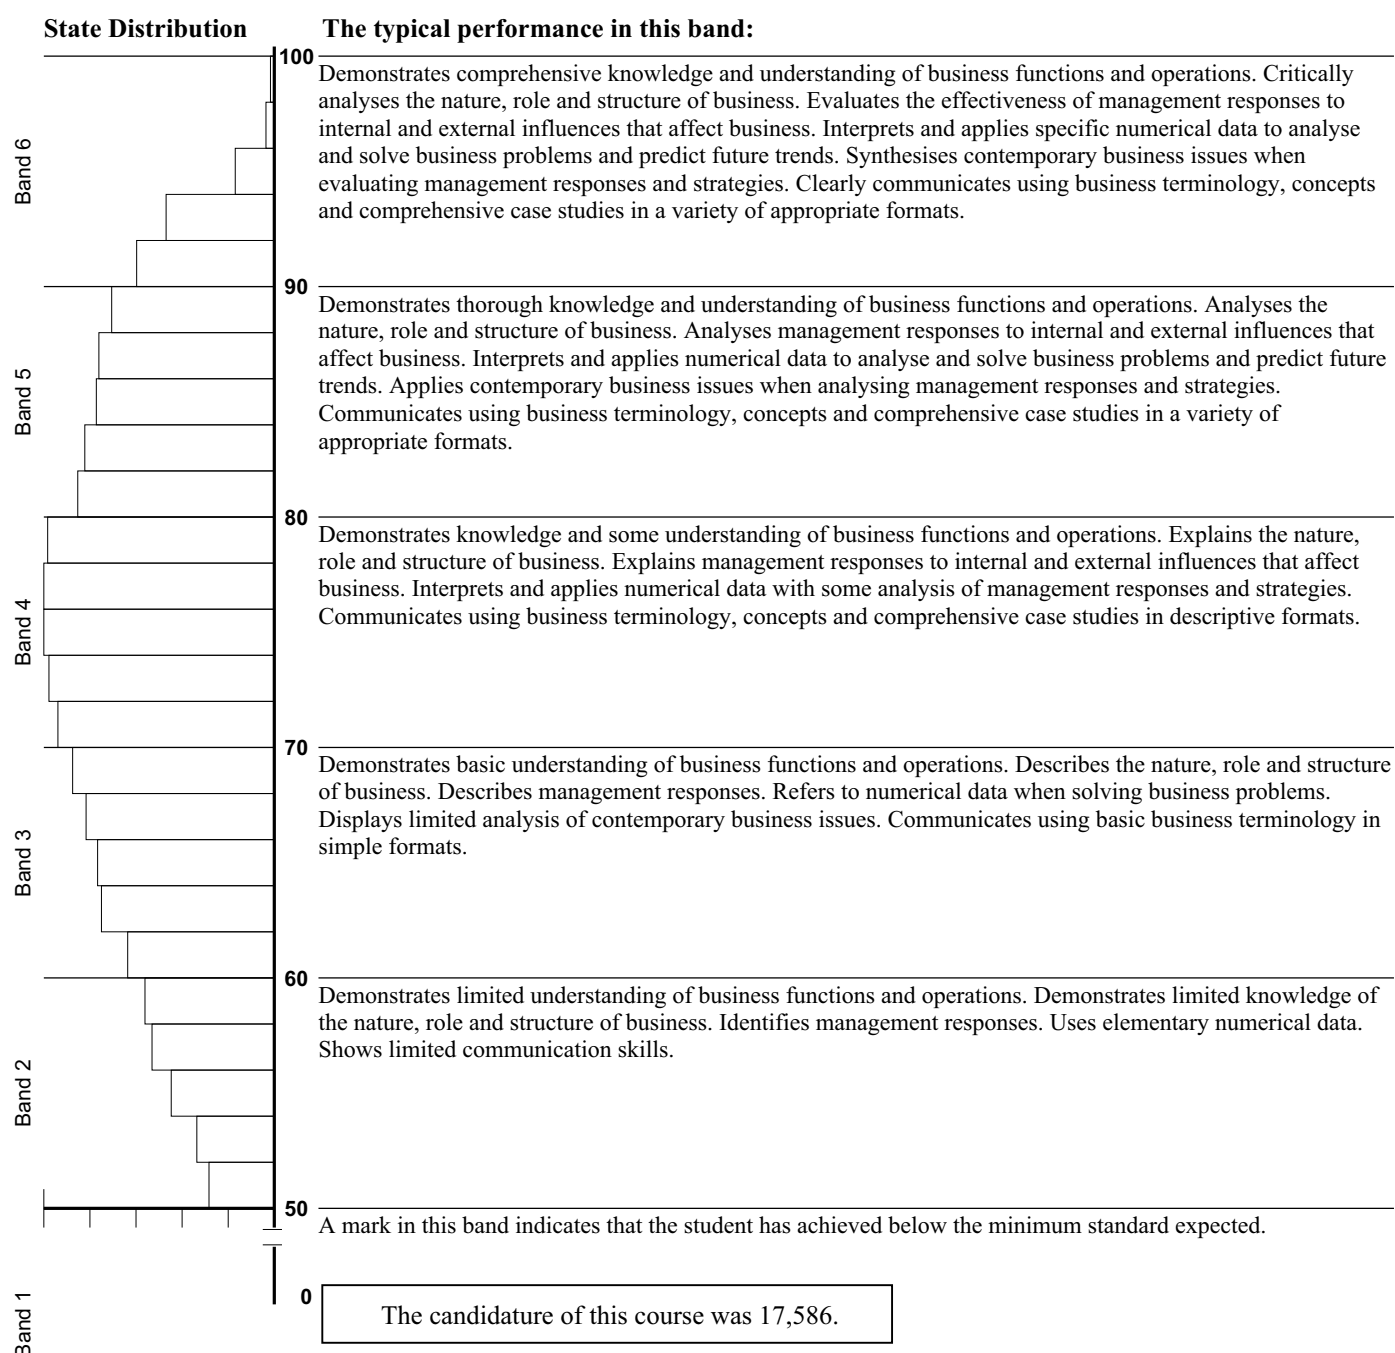 State Distribution
The typical performance in this band:
100
Demonstrates comprehensive knowledge and understanding of business functions and operations. Critically
analyses the nature, role and structure of business. Evaluates the effectiveness of management responses to
internal and external influences that affect business. Interprets and applies specific numerical data to analyse
and solve business problems and predict future trends. Synthesises contemporary business issues when
evaluating management responses and strategies. Clearly communicates using business terminology, concepts
and comprehensive case studies in a variety of appropriate formats.
Band 6
90
Demonstrates thorough knowledge and understanding of business functions and operations. Analyses the
nature, role and structure of business. Analyses management responses to internal and external influences that
affect business. Interprets and applies numerical data to analyse and solve business problems and predict future
trends. Applies contemporary business issues when analysing management responses and strategies.
Communicates using business terminology, concepts and comprehensive case studies in a variety of
appropriate formats.
Band 5
80
Demonstrates knowledge and some understanding of business functions and operations. Explains the nature,
role and structure of business. Explains management responses to internal and external influences that affect
business. Interprets and applies numerical data with some analysis of management responses and strategies.
Communicates using business terminology, concepts and comprehensive case studies in descriptive formats.
Band 4
70
Demonstrates basic understanding of business functions and operations. Describes the nature, role and structure
of business. Describes management responses. Refers to numerical data when solving business problems.
Displays limited analysis of contemporary business issues. Communicates using basic business terminology in
simple formats.
Band 3
60
Demonstrates limited understanding of business functions and operations. Demonstrates limited knowledge of
the nature, role and structure of business. Identifies management responses. Uses elementary numerical data.
Shows limited communication skills.
Band 2
50
A mark in this band indicates that the student has achieved below the minimum standard expected.
0
Band 1
The candidature of this course was 17,586.